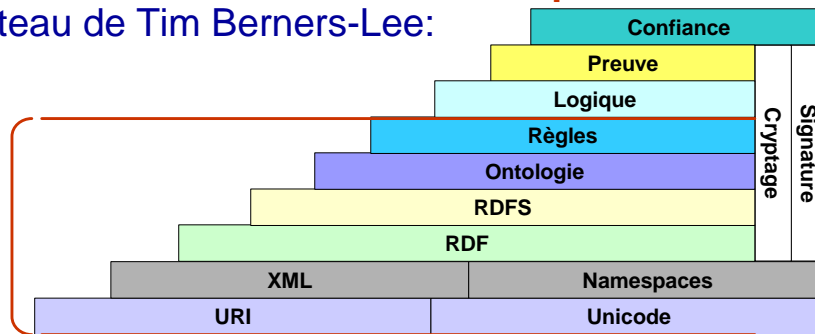 teau de Tim Berners-Lee:
Confiance
Preuve
Logique
Règles
Ontologie
RDFS
RDF
XML Namespaces
URI Unicode
Cryptage
Signature